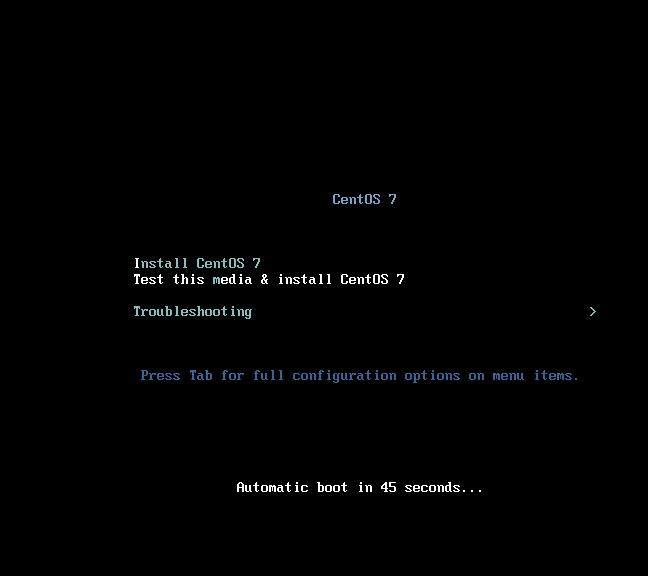 CentOS 7
Install CentOS 7
Test this media & install CentOS 7
Troubleshooting >
Press Tab for full configuration options on menu items.
Automatic boot in 45 seconds...